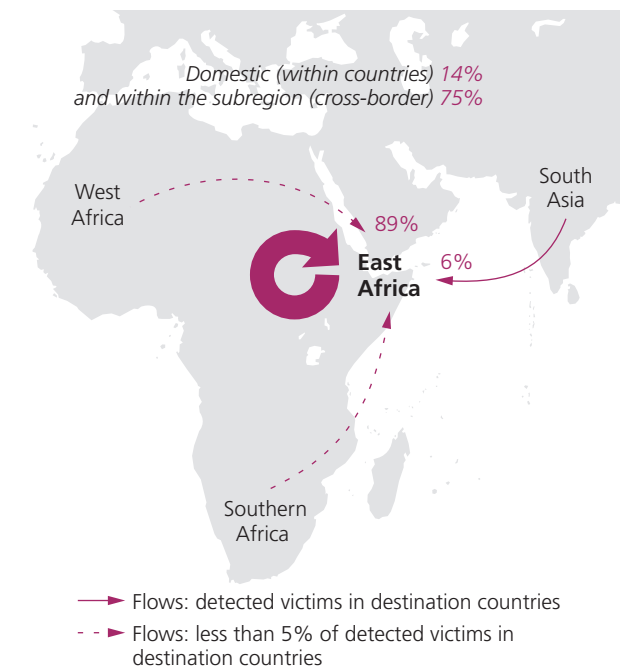 Domestic (within countries) 14%
and within the subregion (cross-border) 75%
West
Africa
South
Asia
89%
East
Africa
6%
Southern
Africa
Flows: detected victims in destination countries
Flows: less than 5% of detected victims in
destination countries